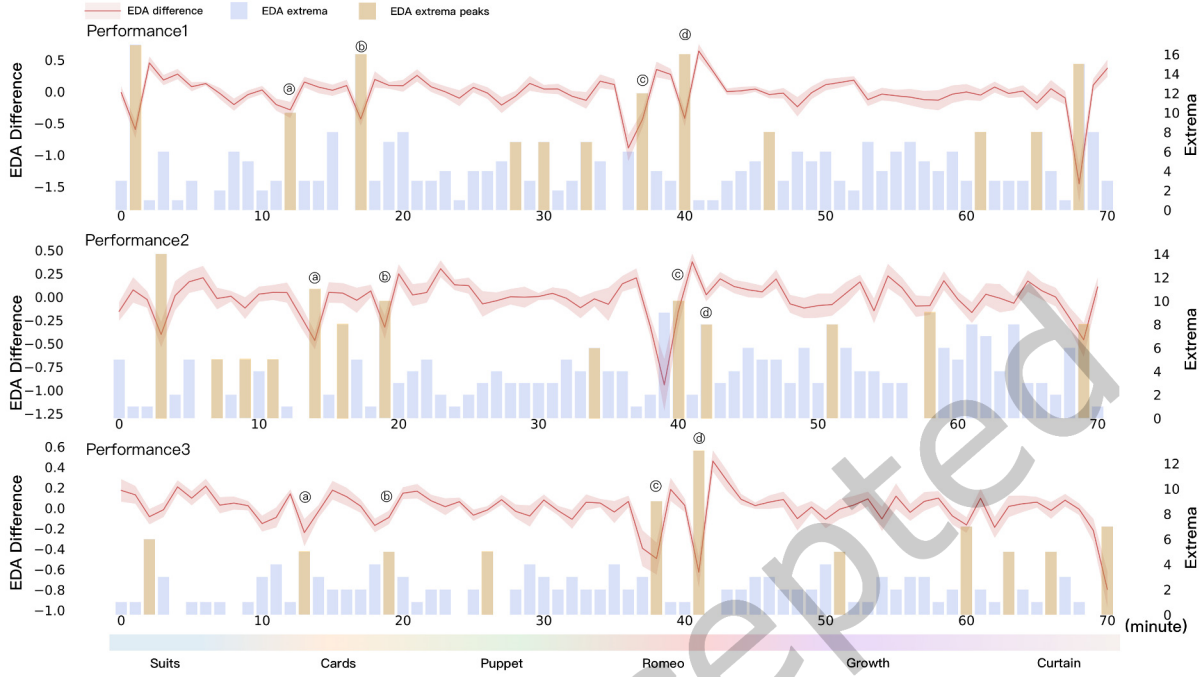 EDA difference EDA extrema EDA extrema peaks
Performance1
EDA Difference
0.5
0.0
−0.5
−1.0
−1.5
ⓐ ⓑ ⓒ ⓓ
16
14
12
10
8
6
4
2
0
Extrema
0 10 20 30 40 50 60 70
Performance2
EDA Difference
0.50
0.25
0.00
−0.25
−0.50
−0.75
−1.00
−1.25
ⓐ ⓑ ⓒ ⓓ
14
12
10
8
6
4
2
0
Extrema
0 10 20 30 40 50 60 70
Performance3
EDA Difference
0.6
0.4
0.2
0.0
−0.2
−0.4
−0.6
−0.8
−1.0
ⓐ ⓑ ⓒ ⓓ
12
10
8
6
4
2
0
Extrema
0 10 20 30 40 50 60 70
(minute)
Suits Cards Puppet Romeo Growth Curtain
epted